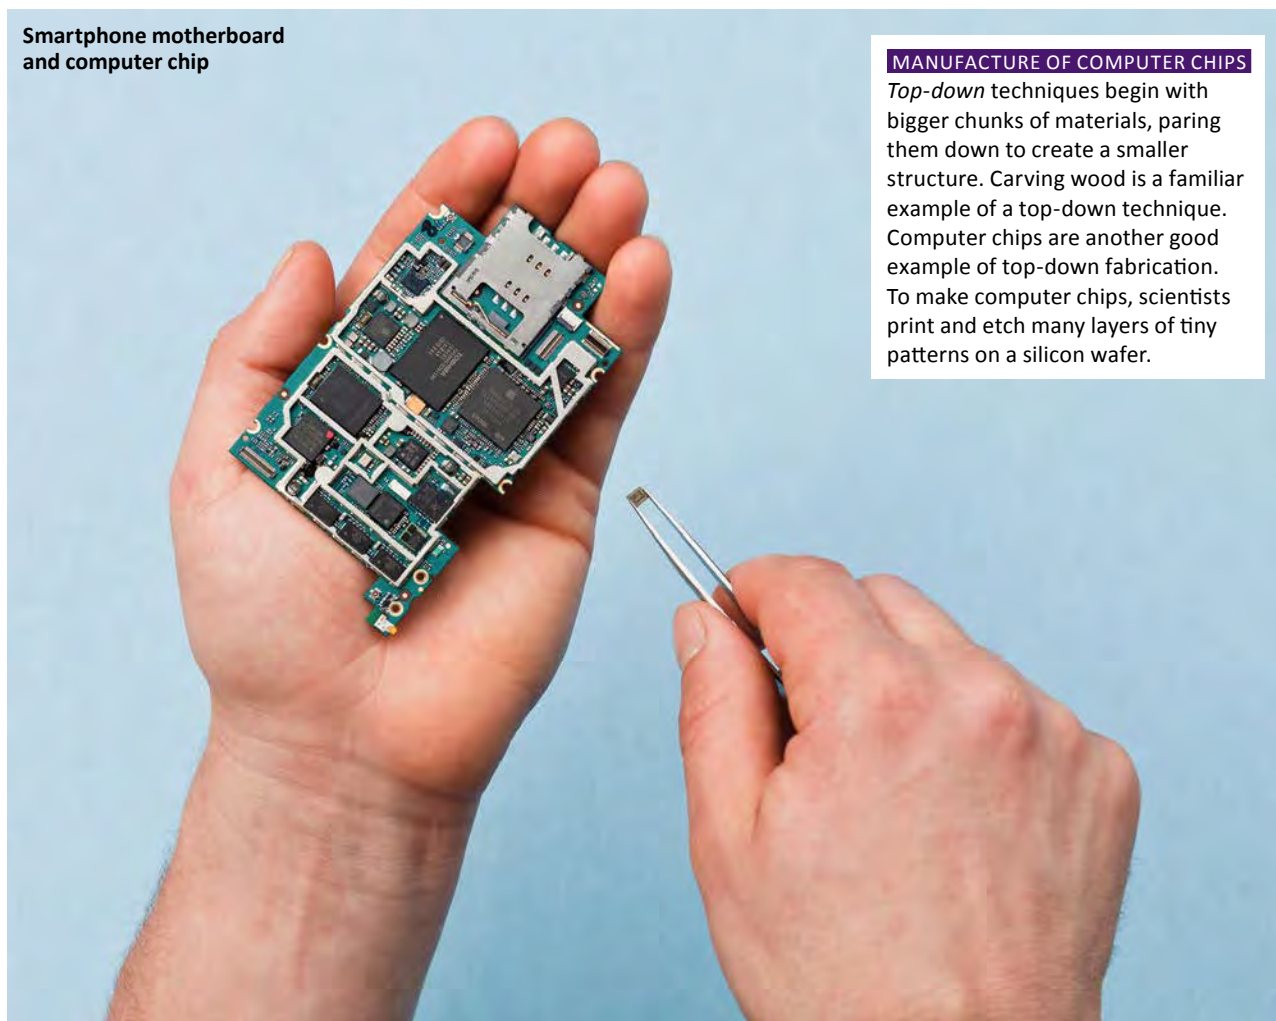 Smartphone motherboard
and computer chip
MANUFACTURE OF COMPUTER CHIPS
Top-down techniques begin with
bigger chunks of materials, paring
them down to create a smaller
structure. Carving wood is a familiar
example of a top-down technique.
Computer chips are another good
example of top-down fabrication.
To make computer chips, scientists
print and etch many layers of tiny
patterns on a silicon wafer.
TOSHIBA